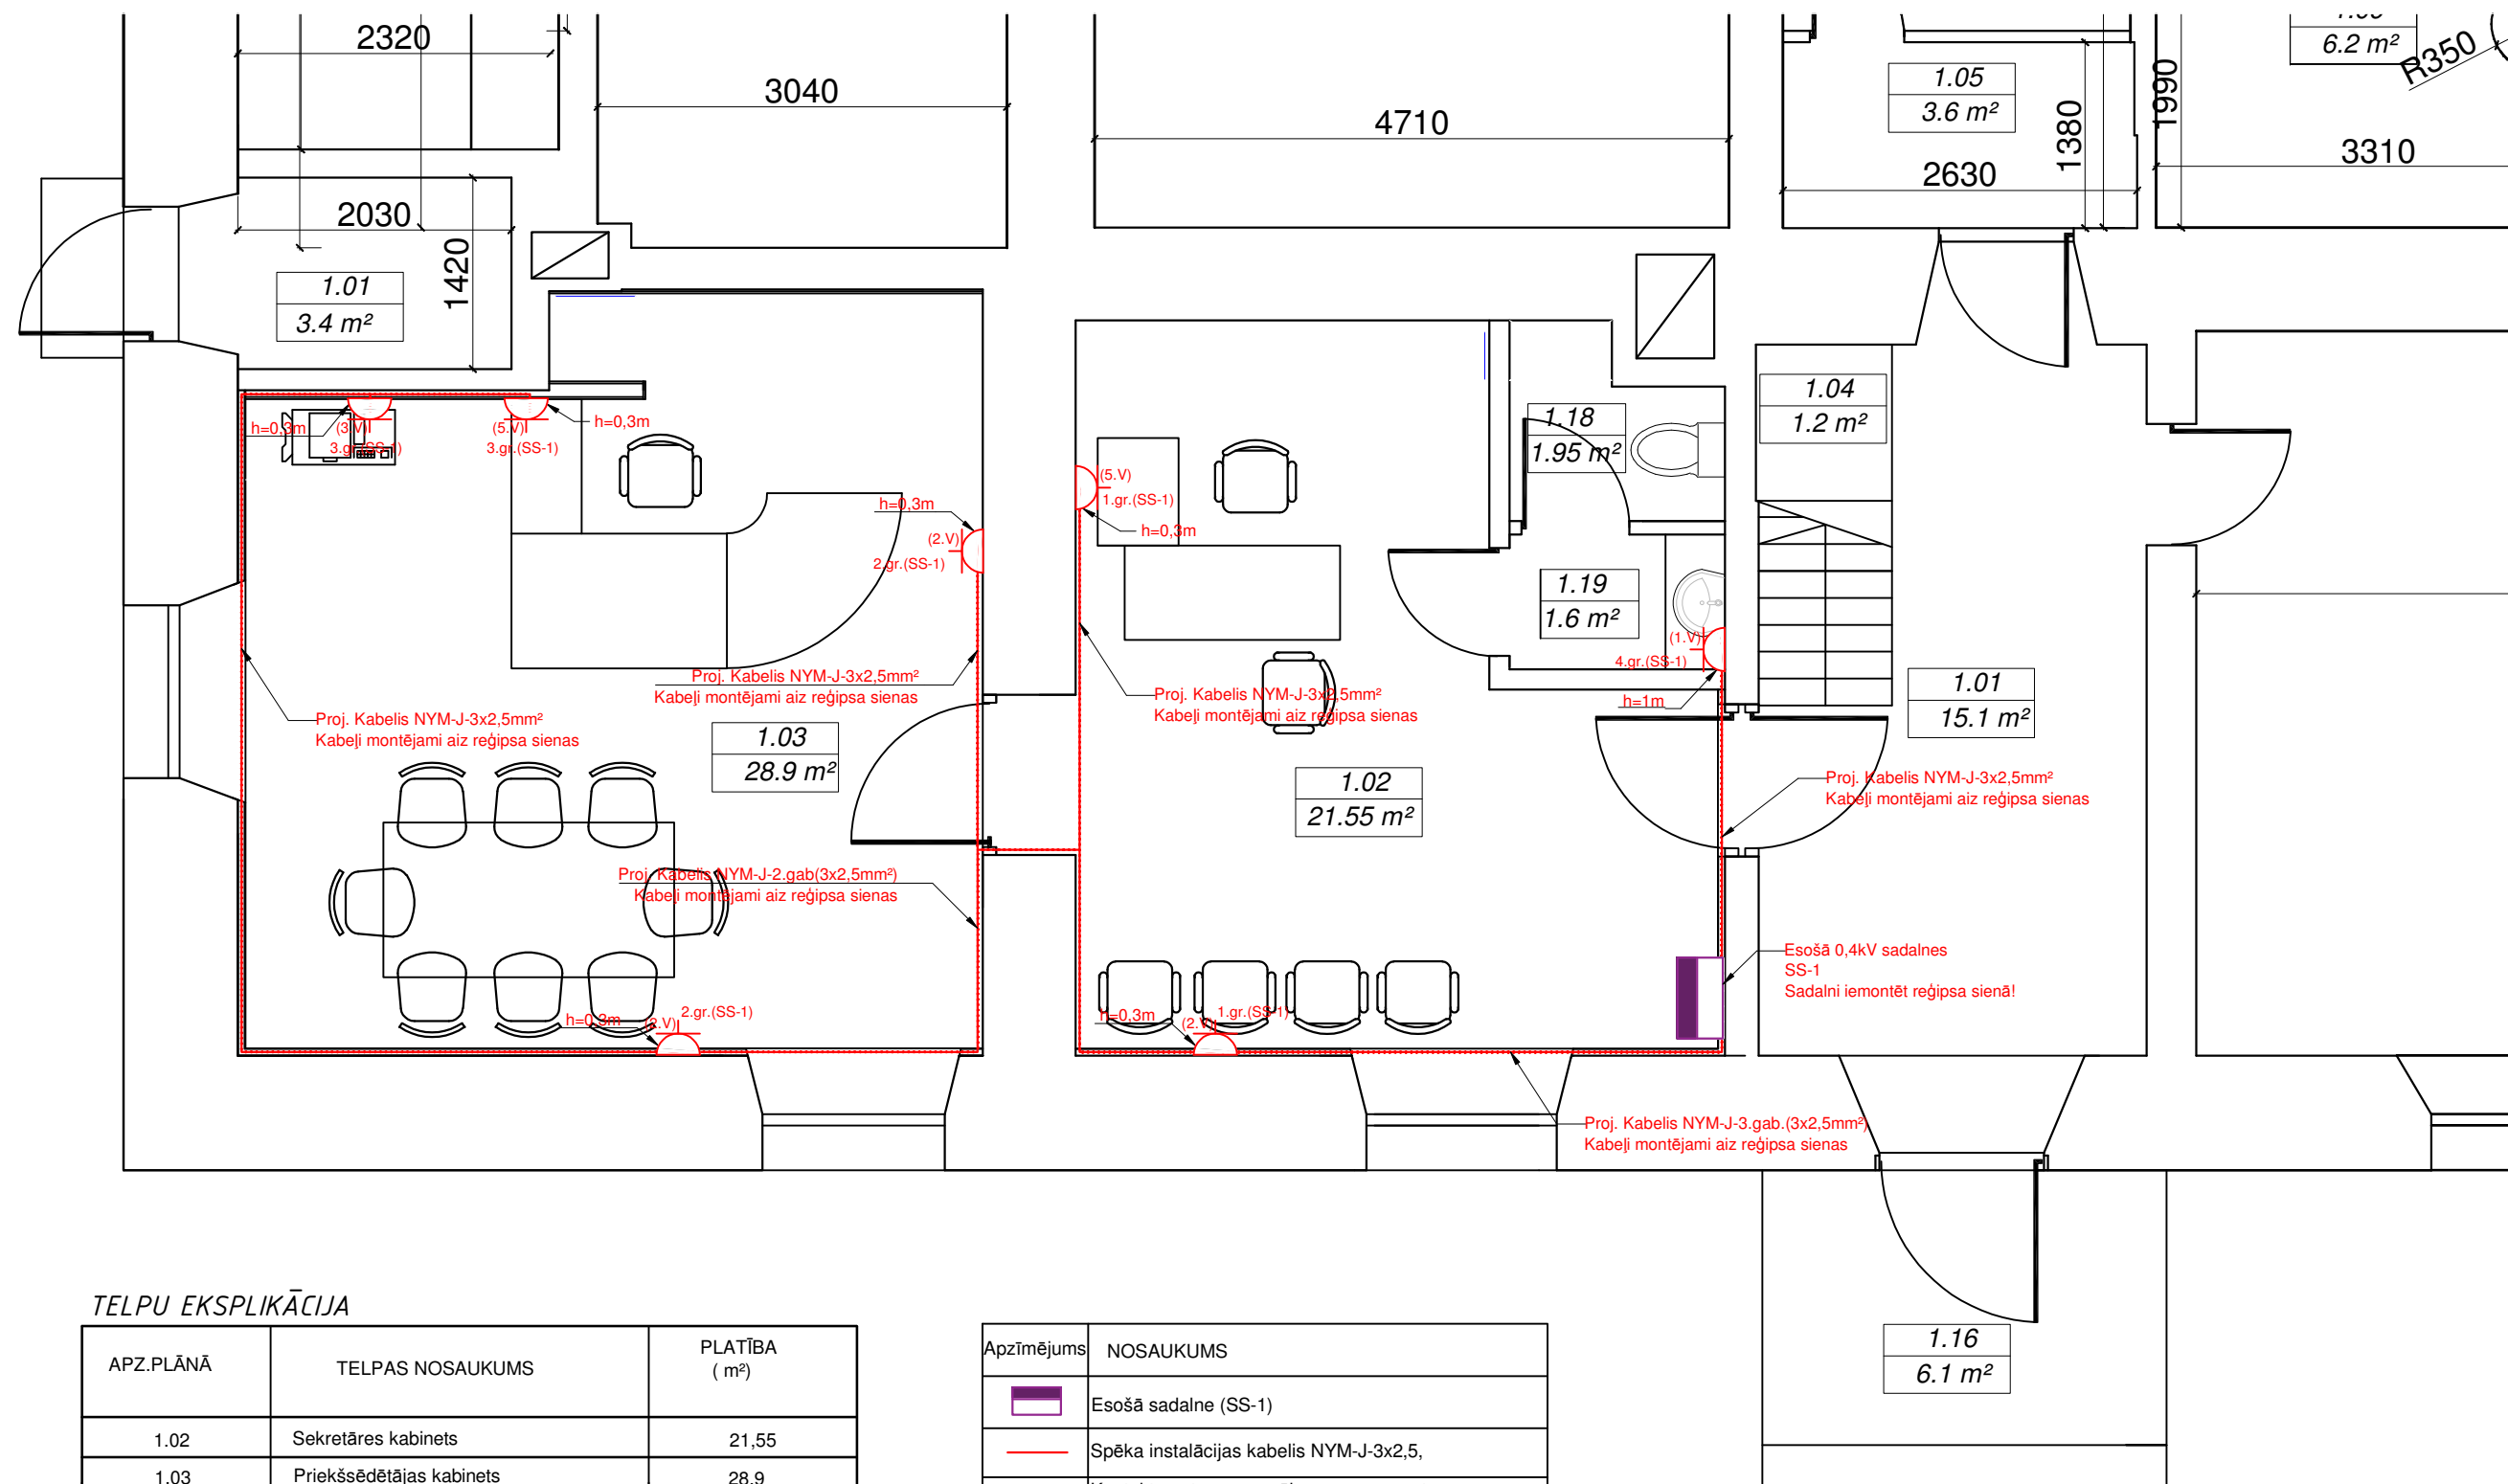 2320
3040
4710
1.05
3.6 m²
1380
2630
1990
6.2 m²
R350
3310
2030
1420
1.01
3.4 m²
h=0,3m
(3.V)
3.gr.(SS-1)
(5.V)
3.gr.(SS-1)
h=0,3m
h=0,3m
(2.V)
2.gr.(SS-1)
(5.V)
1.gr.(SS-1)
h=0,3m
1.18
1.95 m²
1.04
1.2 m²
1.19
1.6 m²
(1.V)
4.gr.(SS-1)
h=1m
1.01
15.1 m²
Proj. Kabelis NYM-J-3x2,5mm²
Kabeļi montējami aiz reģipsa sienas
Proj. Kabelis NYM-J-3x2,5mm²
Kabeļi montējami aiz reģipsa sienas
Proj. Kabelis NYM-J-3x2,5mm²
Kabeļi montējami aiz reģipsa sienas
1.03
28.9 m²
1.02
21.55 m²
Proj. Kabelis NYM-J-3x2,5mm²
Kabeļi montējami aiz reģipsa sienas
Proj. Kabelis NYM-J-2.gab(3x2,5mm²)
Kabeļi montējami aiz reģipsa sienas
Esošā 0,4kV sadalnes
SS-1
Sadalni iemontēt reģipsa sienā!
h=0,3m
(2.V)
2.gr.(SS-1)
h=0,3m
(2.V)
1.gr.(SS-1)
Proj. Kabelis NYM-J-3.gab.(3x2,5mm²)
Kabeļi montējami aiz reģipsa sienas
1.16
6.1 m²
TELPU EKSPLIKĀCIJA
APZ.PLĀNĀ
TELPAS NOSAUKUMS
PLATĪBA
( m²)
1.02
Sekretāres kabinets
21,55
1.03
Priekšsēdētājas kabinets
28.9
Apzīmējums
NOSAUKUMS
Esošā sadalne (SS-1)
Spēka instalācijas kabelis NYM-J-3x2,5,